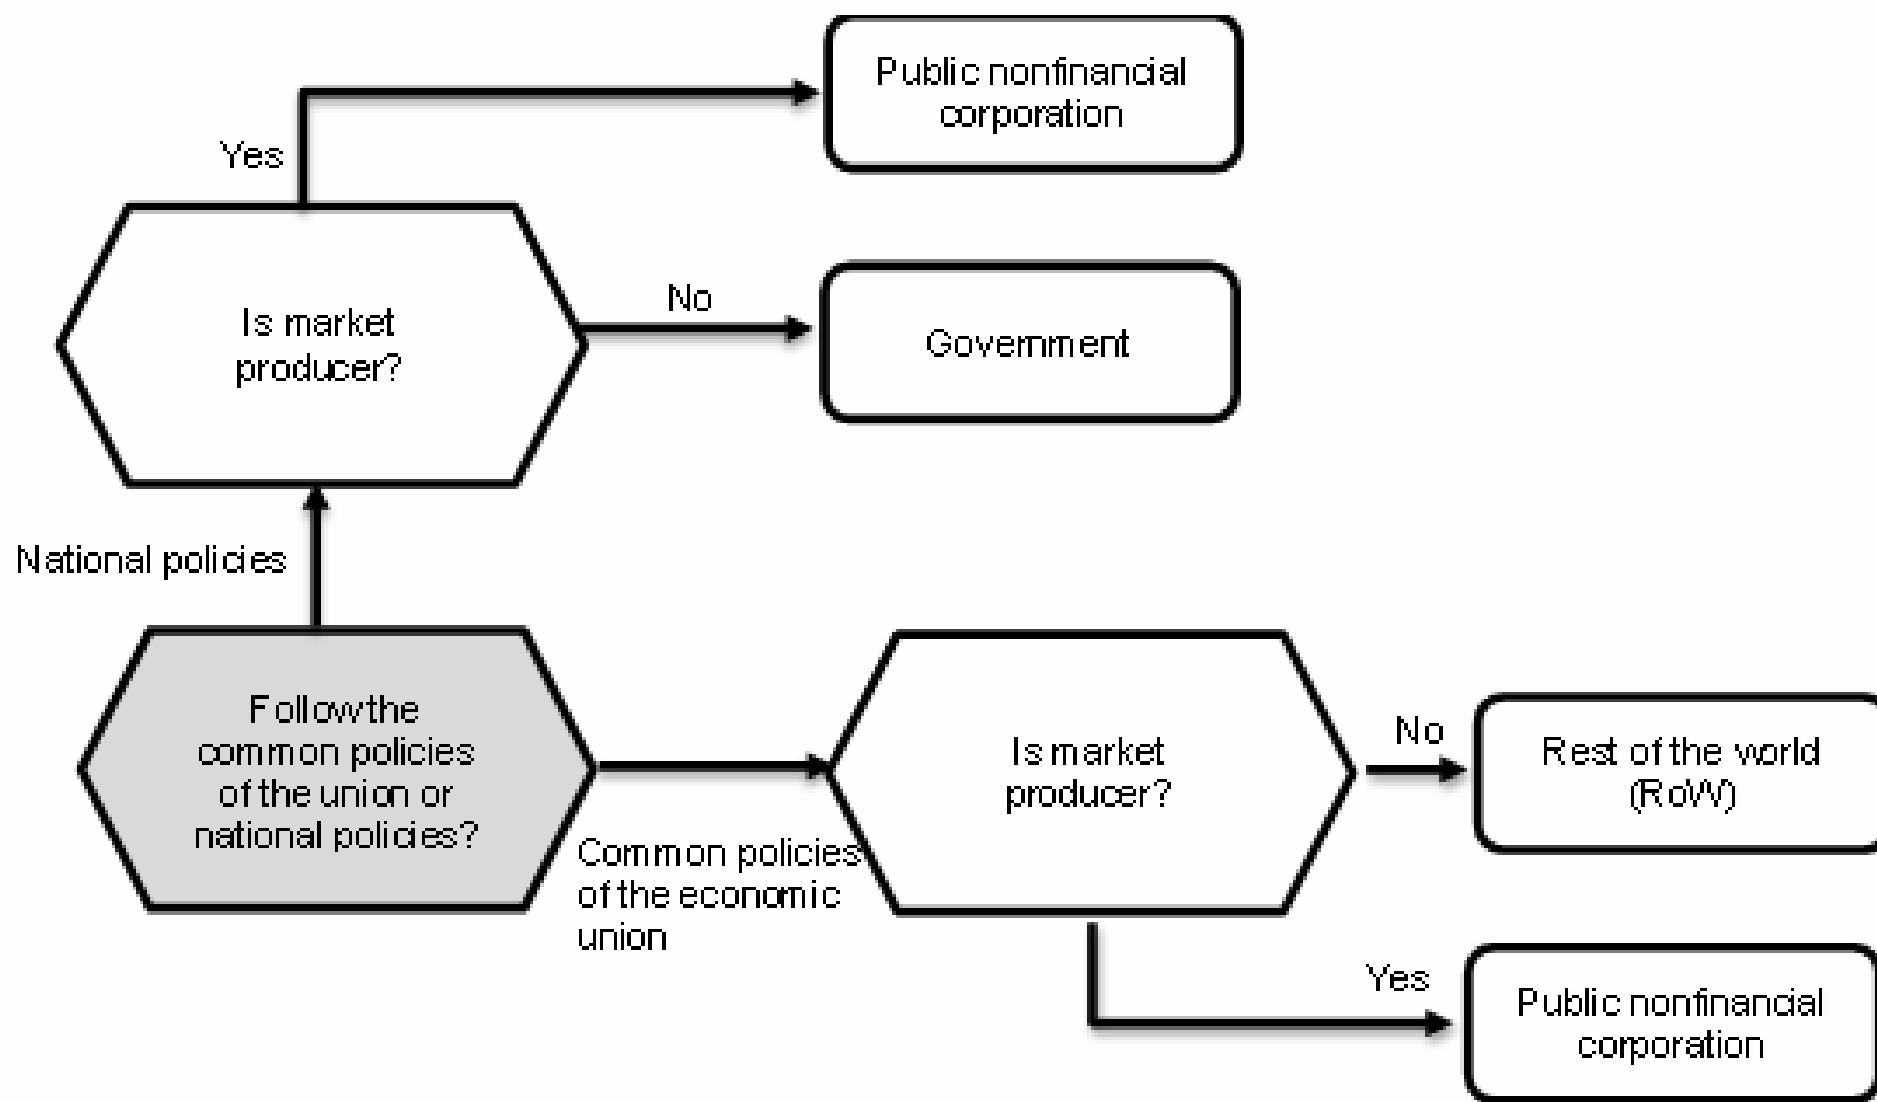 Public nonfinancial
corporation
Yes
Is market
producer?
No
Government
National policies
Follow the
common policies
of the union or
national policies?
Common policies
of the economic
union
Is market
producer?
No
Rest of the world
(RoW)
Yes
Public nonfinancial
corporation